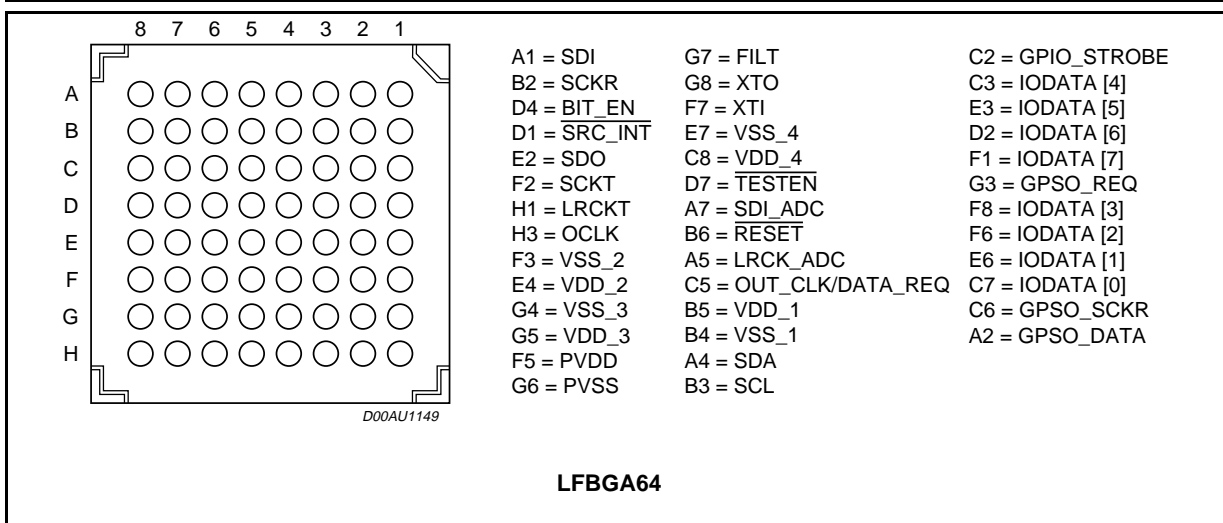 8 7 6 5 4 3 2 1
A
B
C
D
E
F
G
H
D00AU1149
A1 = SDI
B2 = SCKR
D4 = BIT_EN
D1 = SRC_INT
E2 = SDO
F2 = SCKT
H1 = LRCKT
H3 = OCLK
F3 = VSS_2
E4 = VDD_2
G4 = VSS_3
G5 = VDD_3
F5 = PVDD
G6 = PVSS
G7 = FILT
G8 = XTO
F7 = XTI
E7 = VSS_4
C8 = VDD_4
D7 = TESTEN
A7 = SDI_ADC
B6 = RESET
A5 = LRCK_ADC
C5 = OUT_CLK/DATA_REQ
B5 = VDD_1
B4 = VSS_1
A4 = SDA
B3 = SCL
C2 = GPIO_STROBE
C3 = IODATA [4]
E3 = IODATA [5]
D2 = IODATA [6]
F1 = IODATA [7]
G3 = GPSO_REQ
F8 = IODATA [3]
F6 = IODATA [2]
E6 = IODATA [1]
C7 = IODATA [0]
C6 = GPSO_SCKR
A2 = GPSO_DATA
LFBGA64